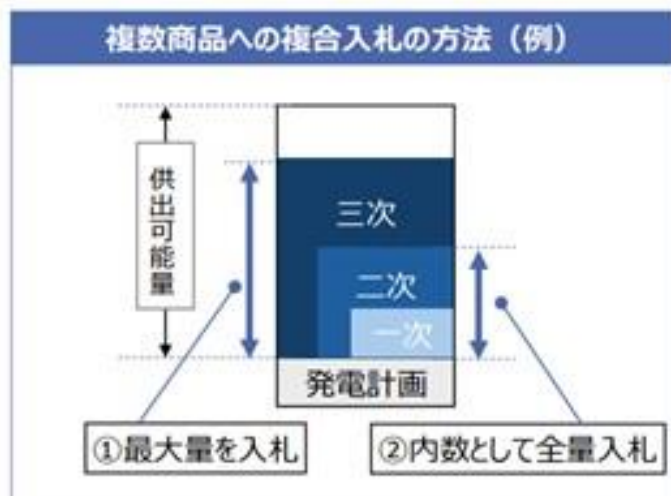 複数商品への複合入札の方法（例）
供出可能量
三次
二次
一次
発電計画
①最大量を入札
②内数として全量入札